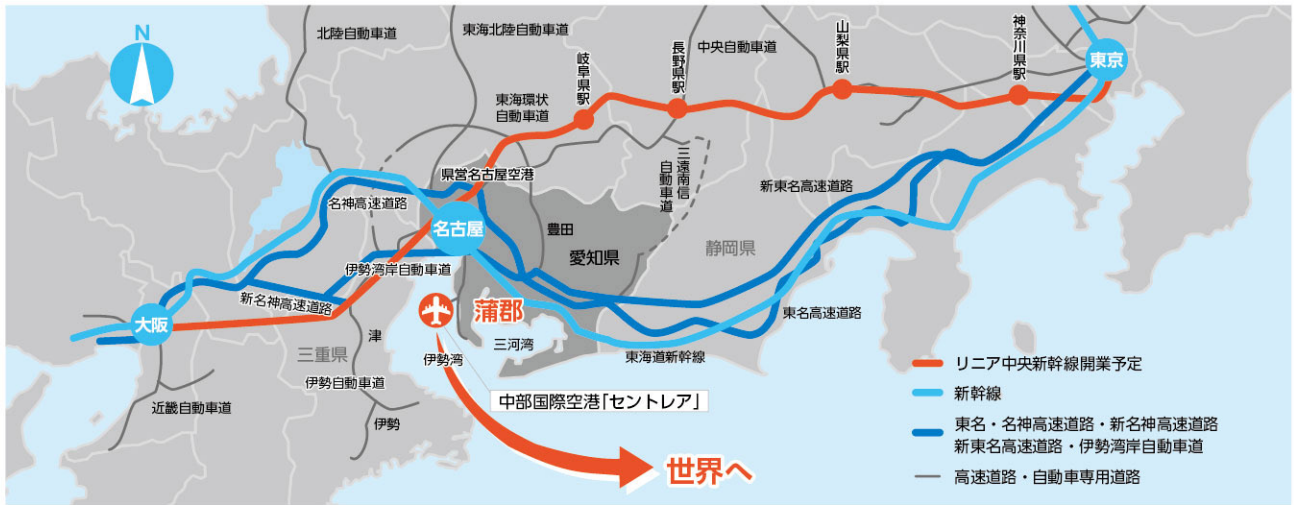 N
北陸自動車道
東海北陸自動車道
岐阜県駅
長野県駅
中央自動車道
山梨県駅
神奈川県駅
東京
東海環状
自動車道
県営名古屋空港
三遠南信
自動車道
新東名高速道路
名神高速道路
名古屋
豊田
愛知県
静岡県
伊勢湾岸自動車道
新名神高速道路
大阪
蒲郡
東名高速道路
津
三重県
伊勢湾
三河湾
東海道新幹線
伊勢自動車道
近畿自動車道
伊勢
中部国際空港「セントレア」
世界へ
リニア中央新幹線開業予定
新幹線
東名・名神高速道路・新名神高速道路
新東名高速道路・伊勢湾岸自動車道
高速道路・自動車専用道路